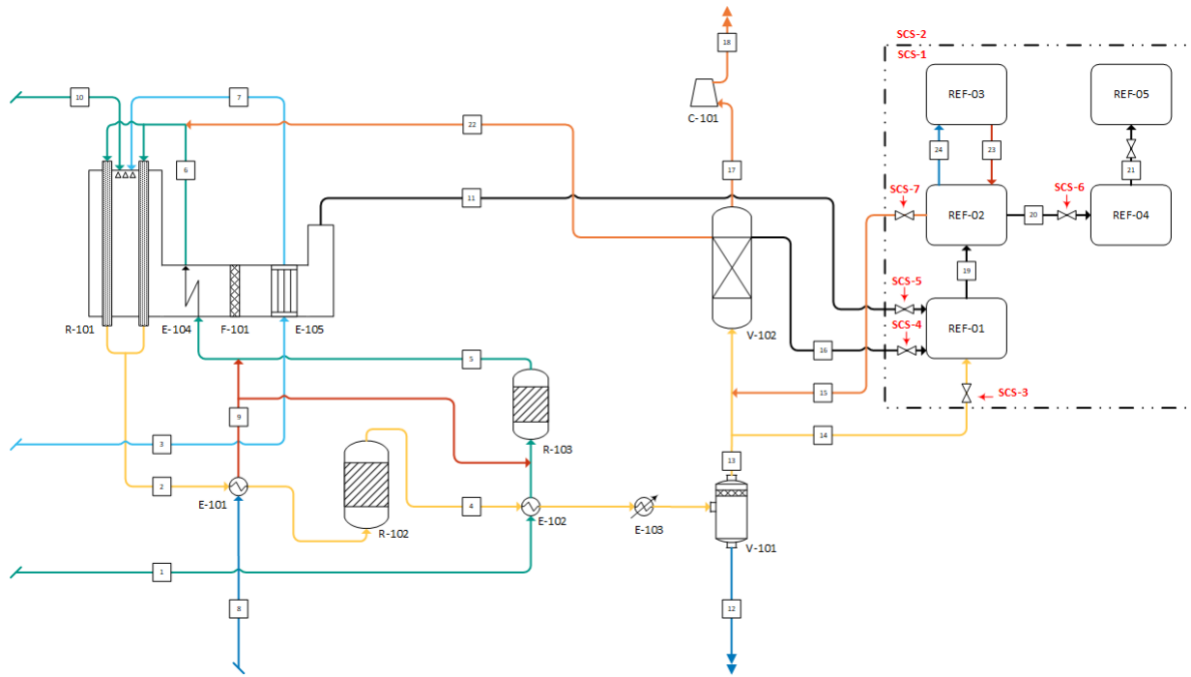 SCS-2
18
SCS-1
10
7
C-101
REF-03
REF-05
22
24
23
6
17
21
SCS-7
SCS-6
11
REF-02
20
REF-04
19
SCS-5
R-101
E-104
F-101
E-105
V-102
SCS-4
REF-01
5
16
9
15
SCS-3
3
R-103
14
13
2
E-101
4
E-102
E-103
R-102
V-101
1
8
12